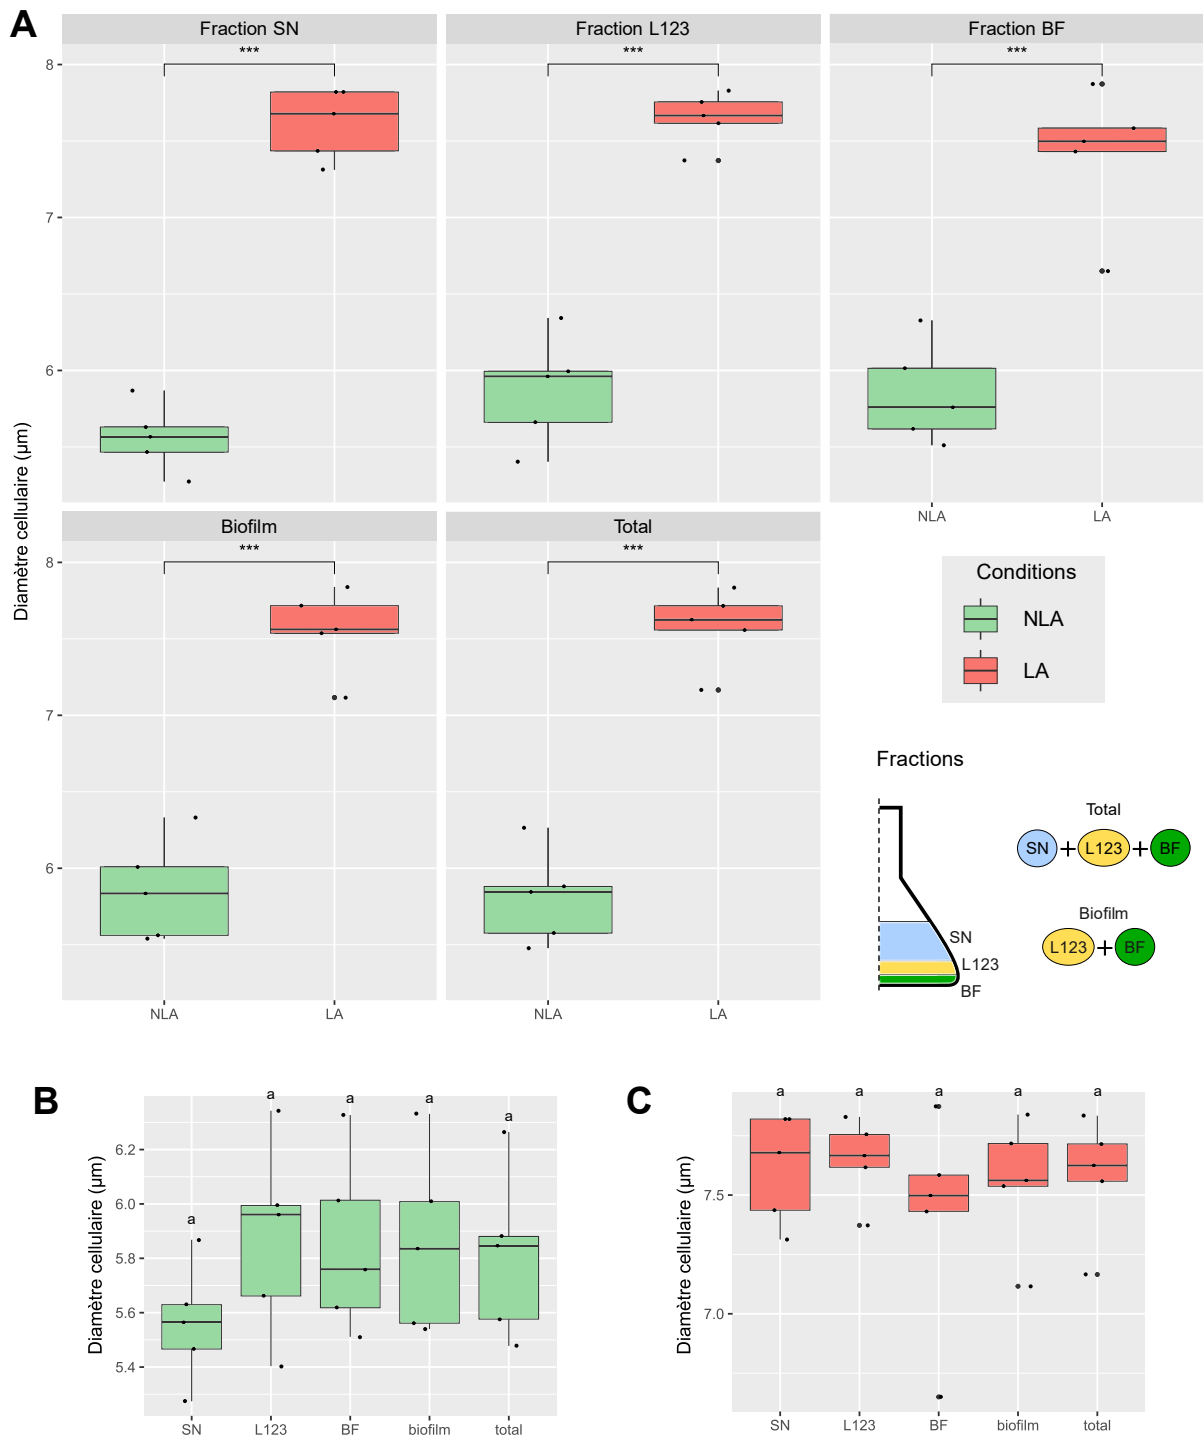 A
Fraction SN
Fraction L123
Fraction BF
***
***
***
8
7
6
NLA
LA
Diamètre cellulaire (µm)
Biofilm
Total
***
***
8
7
6
NLA
LA
NLA
LA
Conditions
NLA
LA
Fractions
SN
L123
BF
Total
SN + L123 + BF
Biofilm
L123 + BF
B
a
a
a
a
a
6.2
6.0
5.8
5.6
5.4
Diamètre cellulaire (µm)
SN
L123
BF
biofilm
total
C
a
a
a
a
a
7.5
7.0
Diamètre cellulaire (µm)
SN
L123
BF
biofilm
total